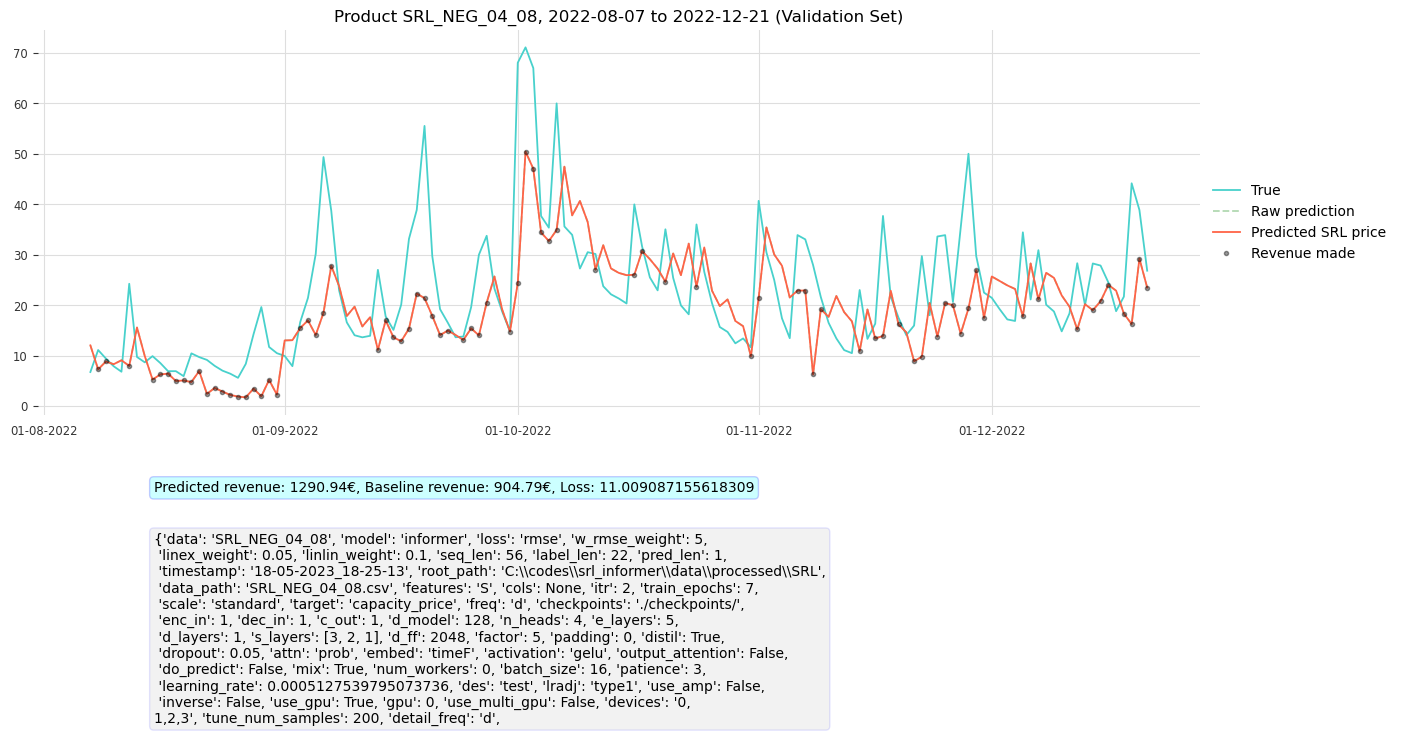 Product SRL_NEG_04_08, 2022-08-07 to 2022-12-21 (Validation Set)
70
60
50
40
30
20
10
0
01-08-2022
01-09-2022
01-10-2022
01-11-2022
01-12-2022
True
Raw prediction
Predicted SRL price
Revenue made
Predicted revenue: 1290.94€, Baseline revenue: 904.79€, Loss: 11.009087155618309
{'data': 'SRL_NEG_04_08', 'model': 'informer', 'loss': 'rmse', 'w_rmse_weight': 5,
'linex_weight': 0.05, 'linlin_weight': 0.1, 'seq_len': 56, 'label_len': 22, 'pred_len': 1,
'timestamp': '18-05-2023_18-25-13', 'root_path': 'C:\\codes\\srl_informer\\data\\processed\\SRL',
'data_path': 'SRL_NEG_04_08.csv', 'features': 'S', 'cols': None, 'itr': 2, 'train_epochs': 7,
'scale': 'standard', 'target': 'capacity_price', 'freq': 'd', 'checkpoints': './checkpoints/',
'enc_in': 1, 'dec_in': 1, 'c_out': 1, 'd_model': 128, 'n_heads': 4, 'e_layers': 5,
'd_layers': 1, 's_layers': [3, 2, 1], 'd_ff': 2048, 'factor': 5, 'padding': 0, 'distil': True,
'dropout': 0.05, 'attn': 'prob', 'embed': 'timeF', 'activation': 'gelu', 'output_attention': False,
'do_predict': False, 'mix': True, 'num_workers': 0, 'batch_size': 16, 'patience': 3,
'learning_rate': 0.0005127539795073736, 'des': 'test', 'lradj': 'type1', 'use_amp': False,
'inverse': False, 'use_gpu': True, 'gpu': 0, 'use_multi_gpu': False, 'devices': '0,
1,2,3', 'tune_num_samples': 200, 'detail_freq': 'd',